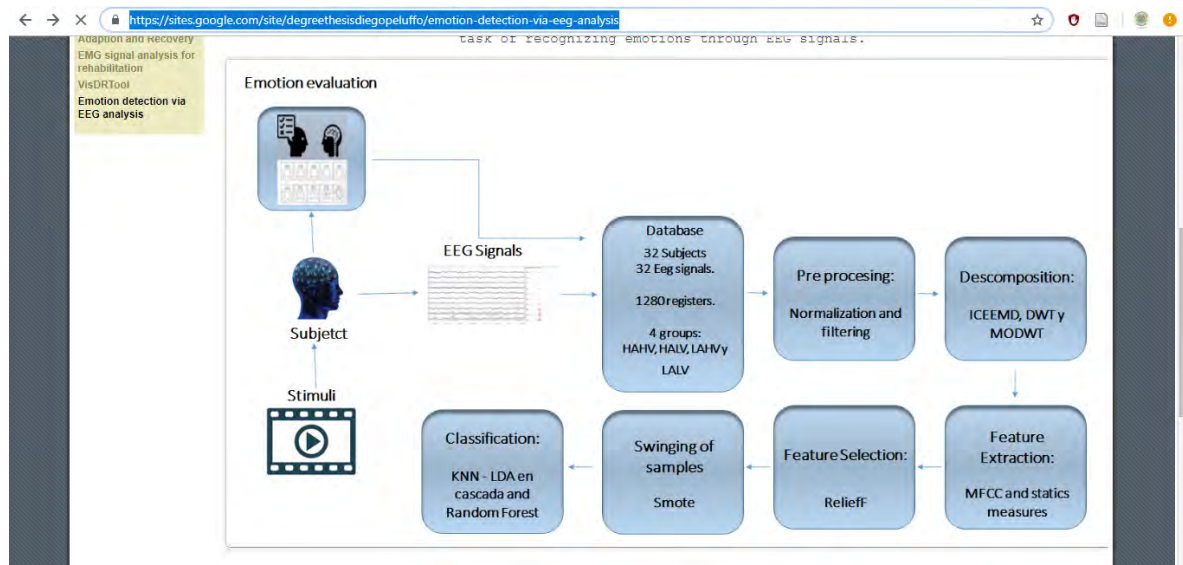 https://sites.google.com/site/degreethesisdiegopeluffo/emotion-detection-via-eeg-analysis
Adaption and Recovery
EMG signal analysis for
rehabilitation
VisDRTool
Emotion detection via
EEG analysis
task of recognizing emotions through EEG signals.
Emotion evaluation
EEG Signals
Subjetct
Stimuli
Database
32 Subjects
32 Eeg signals.
1280 registers.
4 groups:
HAHV, HALV, LAHV y
LALV
Pre procesing:
Normalization and
filtering
Descomposition:
ICEEMD, DWT y
MODWT
Feature
Extraction:
MFCC and statics
measures
Feature Selection:
ReliefF
Swinging of
samples
Smote
Classification:
KNN - LDA en
cascada and
Random Forest